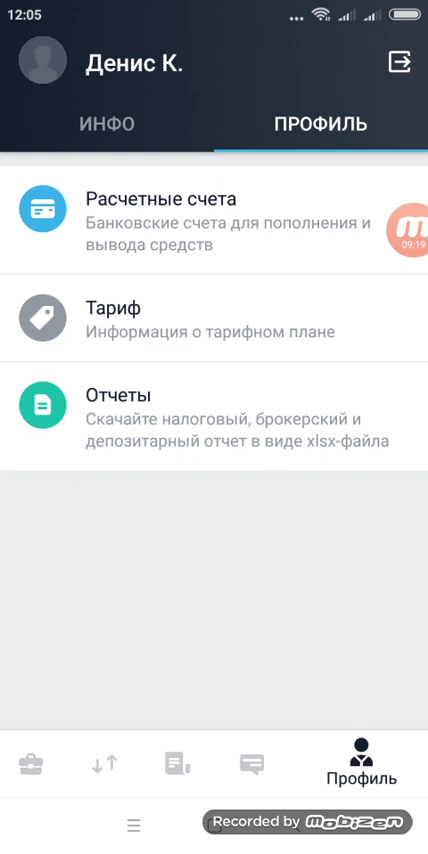 12:05
Денис К.
ИНФО
ПРОФИЛЬ
Расчетные счета
Банковские счета для пополнения и
вывода средств
m
09:19
Тариф
Информация о тарифном плане
Отчеты
Скачайте налоговый, брокерский и
депозитарный отчет в виде xlsx-файла
Профиль
Recorded by mobizen